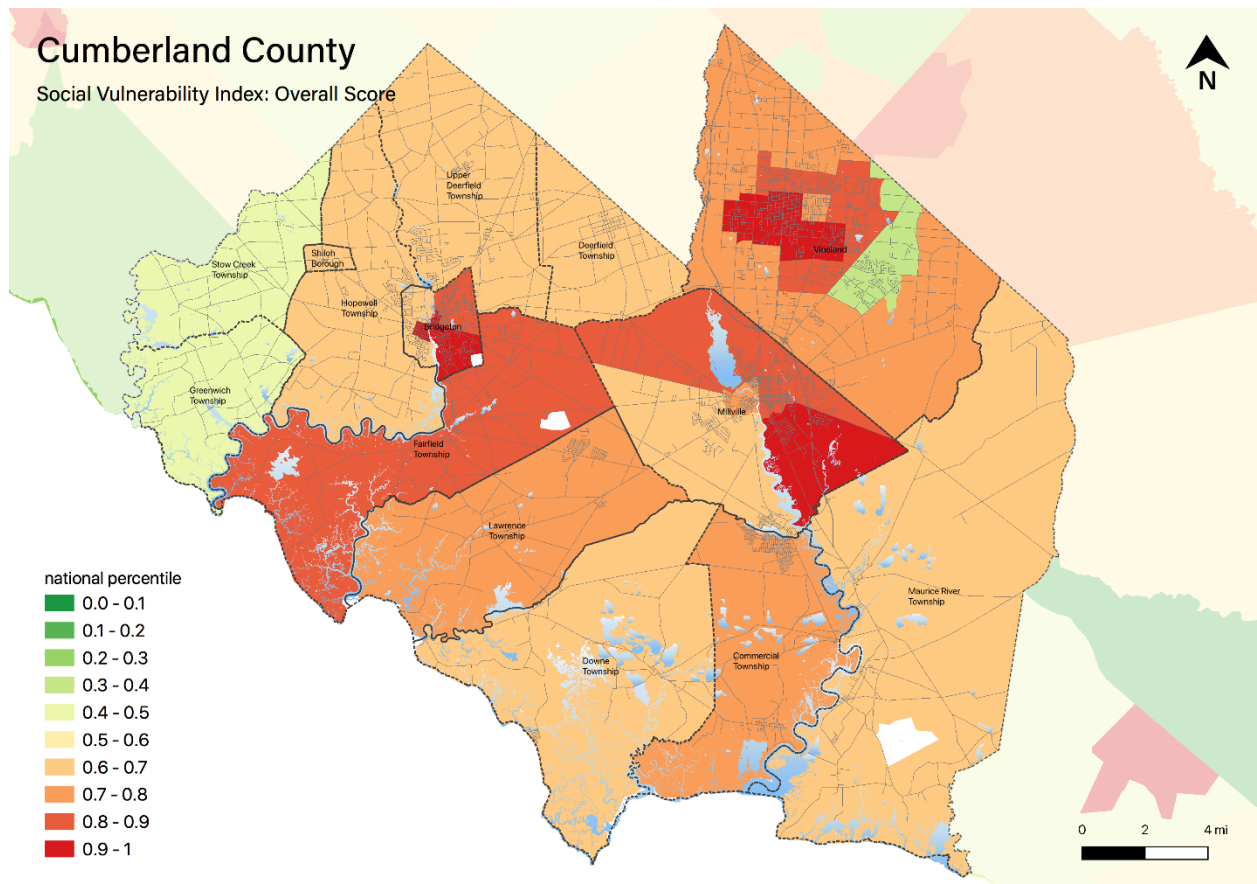 Cumberland County
Social Vulnerability Index: Overall Score
N
Upper
Deerfield
Township
Deerfield
Township
Vineland
Shiloh
Borough
Stow Creek
Township
Hopewell
Township
Bridgeton
Greenwich
Township
Millville
Fairfield
Township
Lawrence
Township
Maurice River
Township
Downe
Township
Commercial
Township
national percentile
0.0 - 0.1
0.1 - 0.2
0.2 - 0.3
0.3 - 0.4
0.4 - 0.5
0.5 - 0.6
0.6 - 0.7
0.7 - 0.8
0.8 - 0.9
0.9 - 1
0 2 4 mi